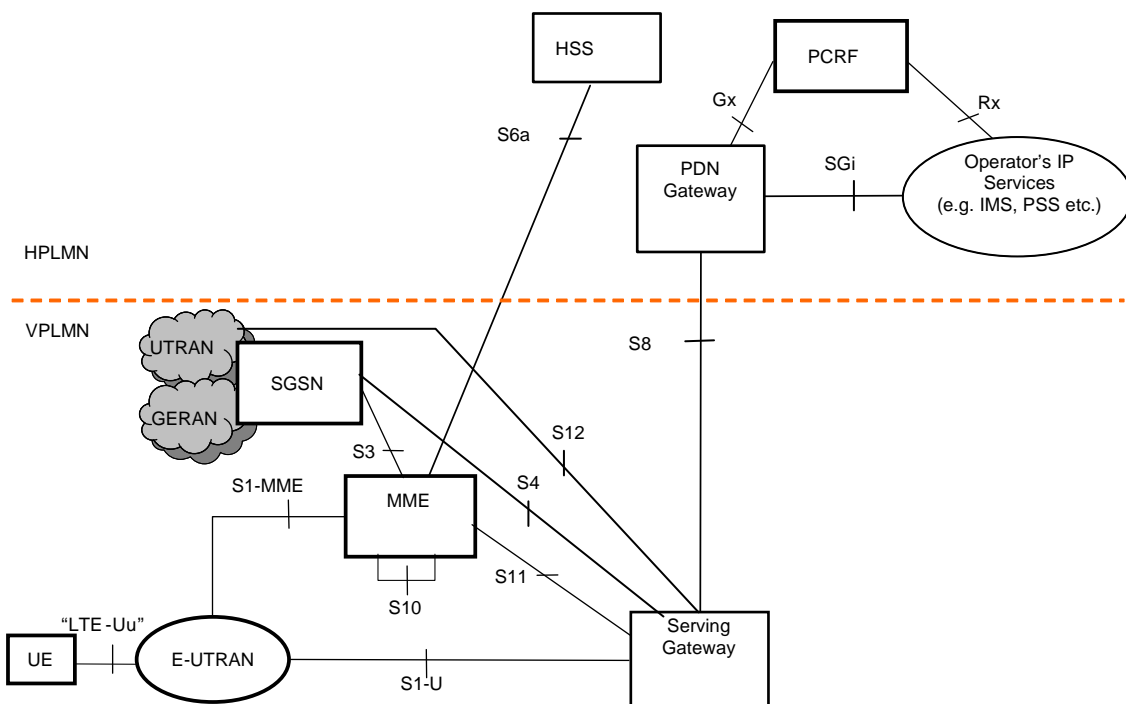 HSS
PCRF
Gx
Rx
S6a
PDN
Gateway
SGi
Operator's IP
Services
(e.g. IMS, PSS etc.)
HPLMN
VPLMN
UTRAN
S8
SGSN
GERAN
S12
S3
S4
S1-MME
MME
S11
S10
"LTE-Uu"
Serving
Gateway
UE
E-UTRAN
S1-U